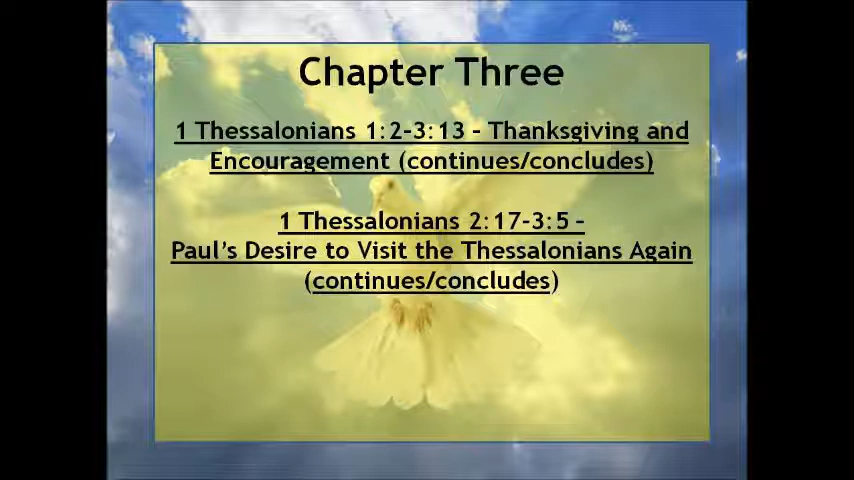 Chapter Three
1 Thessalonians 1:2-3:13 - Thanksgiving and
Encouragement (continues/concludes)
1 Thessalonians 2:17-3:5 -
Paul's Desire to Visit the Thessalonians Again
(continues/concludes)